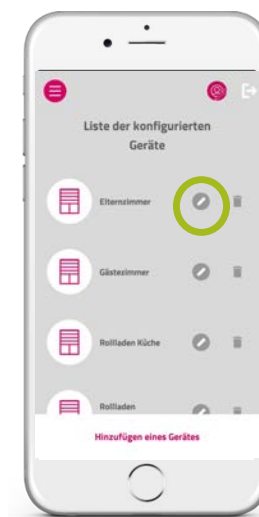 Liste der konfigurierten
Geräte
Elternzimmer
Gästezimmer
Rollladen Küche
Rollladen
Hinzufügen eines Gerätes